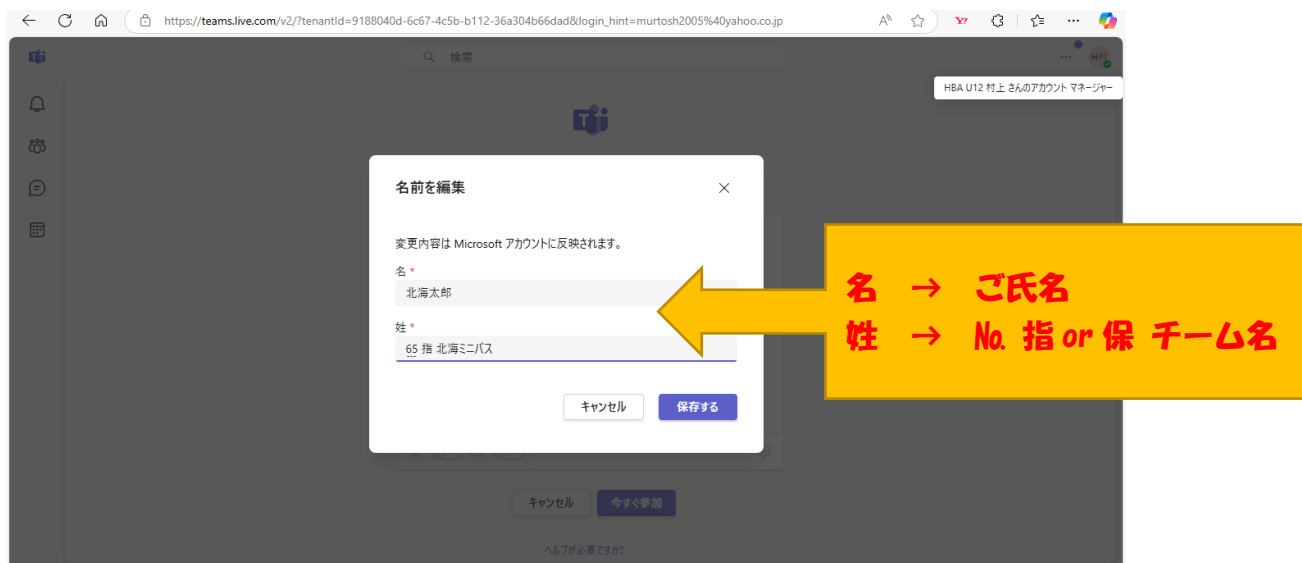 https://teams.live.com/v2/?tenantId=9188040d-6c67-4c5b-b112-36a304b66dad&login_hint=murtosh2005%40yahoo.co.jp
検索
HBA U12 村上 さんのアカウント マネージャー
名前を編集
変更内容は Microsoft アカウントに反映されます。
名 *
北海太郎
姓 *
65 指 北海ミニバス
キャンセル 保存する
名 → ご氏名
姓 → №. 指 or 保 チーム名
キャンセル 今すぐ参加
ヘルプが必要ですか?